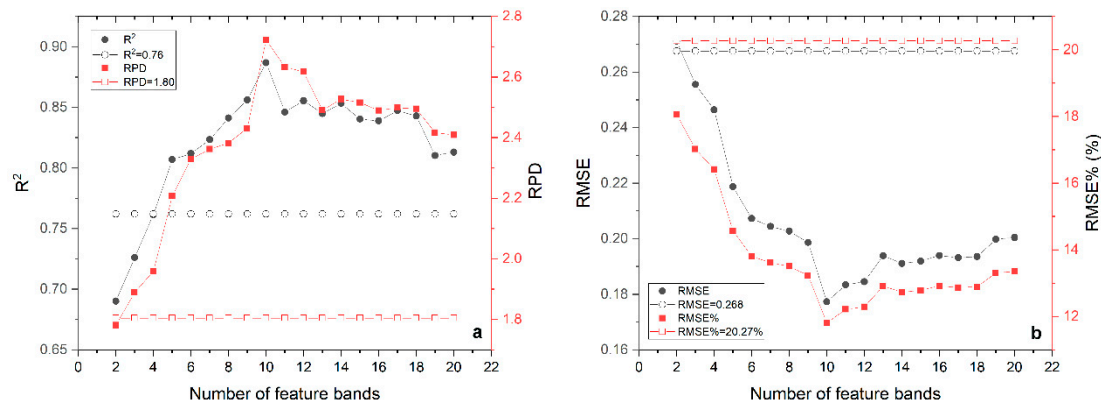 0.90
0.85
0.80
0.75
0.70
0.65
R²
2.8
2.6
2.4
2.2
2.0
1.8
RPD
R²
R²=0.76
RPD
RPD=1.80
a
0 2 4 6 8 10 12 14 16 18 20 22
Number of feature bands
0.28
0.26
0.24
0.22
0.20
0.18
0.16
RMSE
20
18
16
14
12
RMSE% (%)
RMSE
RMSE=0.268
RMSE%
RMSE%=20.27%
b
0 2 4 6 8 10 12 14 16 18 20 22
Number of feature bands